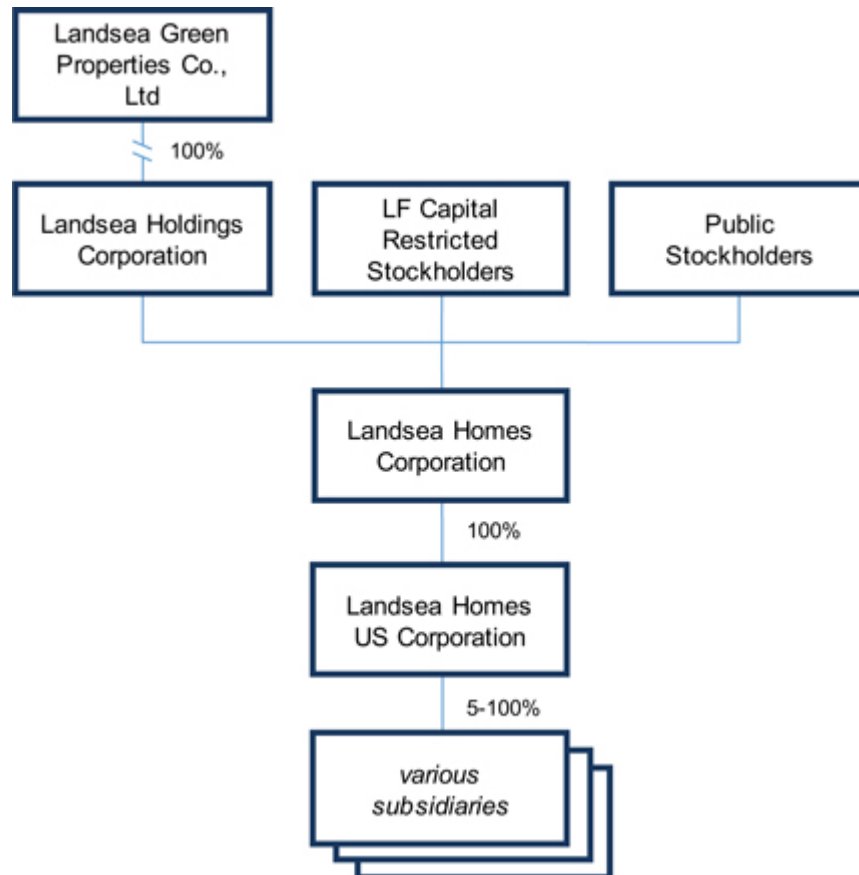 Landsea Green
Properties Co.,
Ltd
100%
Landsea Holdings
Corporation
LF Capital
Restricted
Stockholders
Public
Stockholders
Landsea Homes
Corporation
100%
Landsea Homes
US Corporation
5-100%
various
subsidiaries